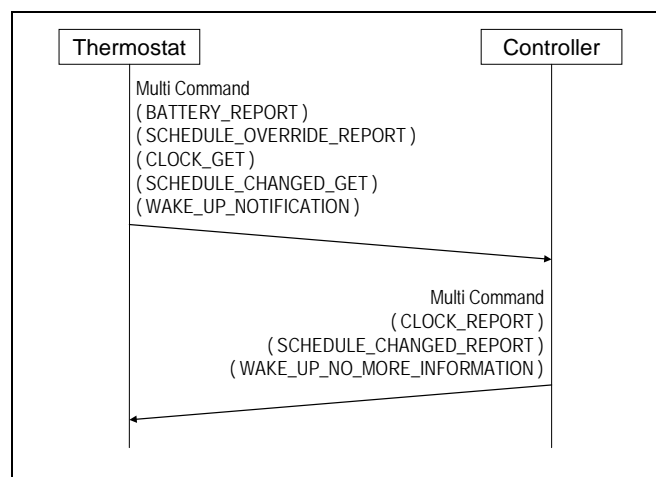 Thermostat
Controller
Multi Command
( BATTERY_REPORT )
( SCHEDULE_OVERRIDE_REPORT )
( CLOCK_GET )
( SCHEDULE_CHANGED_GET )
( WAKE_UP_NOTIFICATION )
Multi Command
( CLOCK_REPORT )
( SCHEDULE_CHANGED_REPORT )
( WAKE_UP_NO_MORE_INFORMATION )